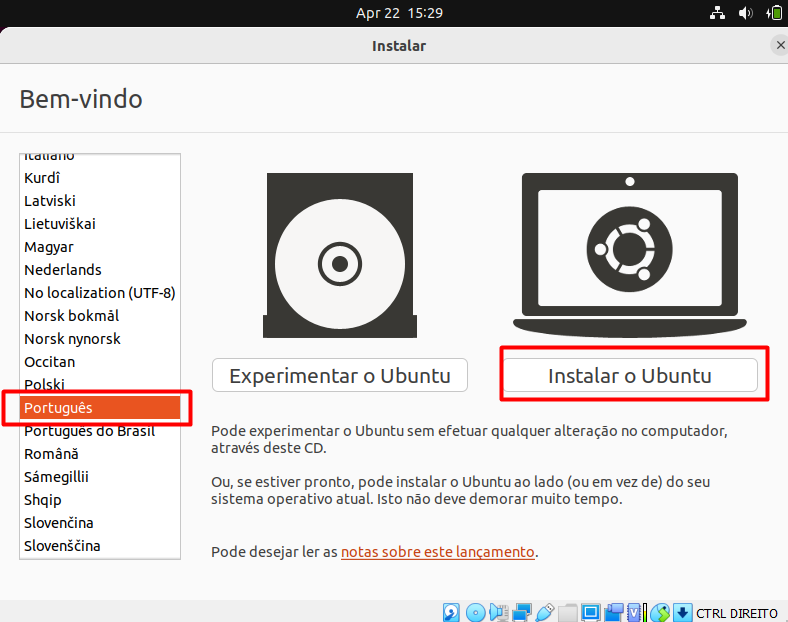 Apr 22 15:29
Instalar
Bem-vindo
Italiano
Kurdî
Latviski
Lietuviškai
Magyar
Nederlands
No localization (UTF-8)
Norsk bokmål
Norsk nynorsk
Occitan
Polski
Português
Português do Brasil
Română
Sámegillii
Shqip
Slovenčina
Slovenščina
Experimentar o Ubuntu
Instalar o Ubuntu
Pode experimentar o Ubuntu sem efetuar qualquer alteração no computador,
através deste CD.
Ou, se estiver pronto, pode instalar o Ubuntu ao lado (ou em vez de) do seu
sistema operativo atual. Isto não deve demorar muito tempo.
Pode desejar ler as notas sobre este lançamento.
CTRL DIREITO